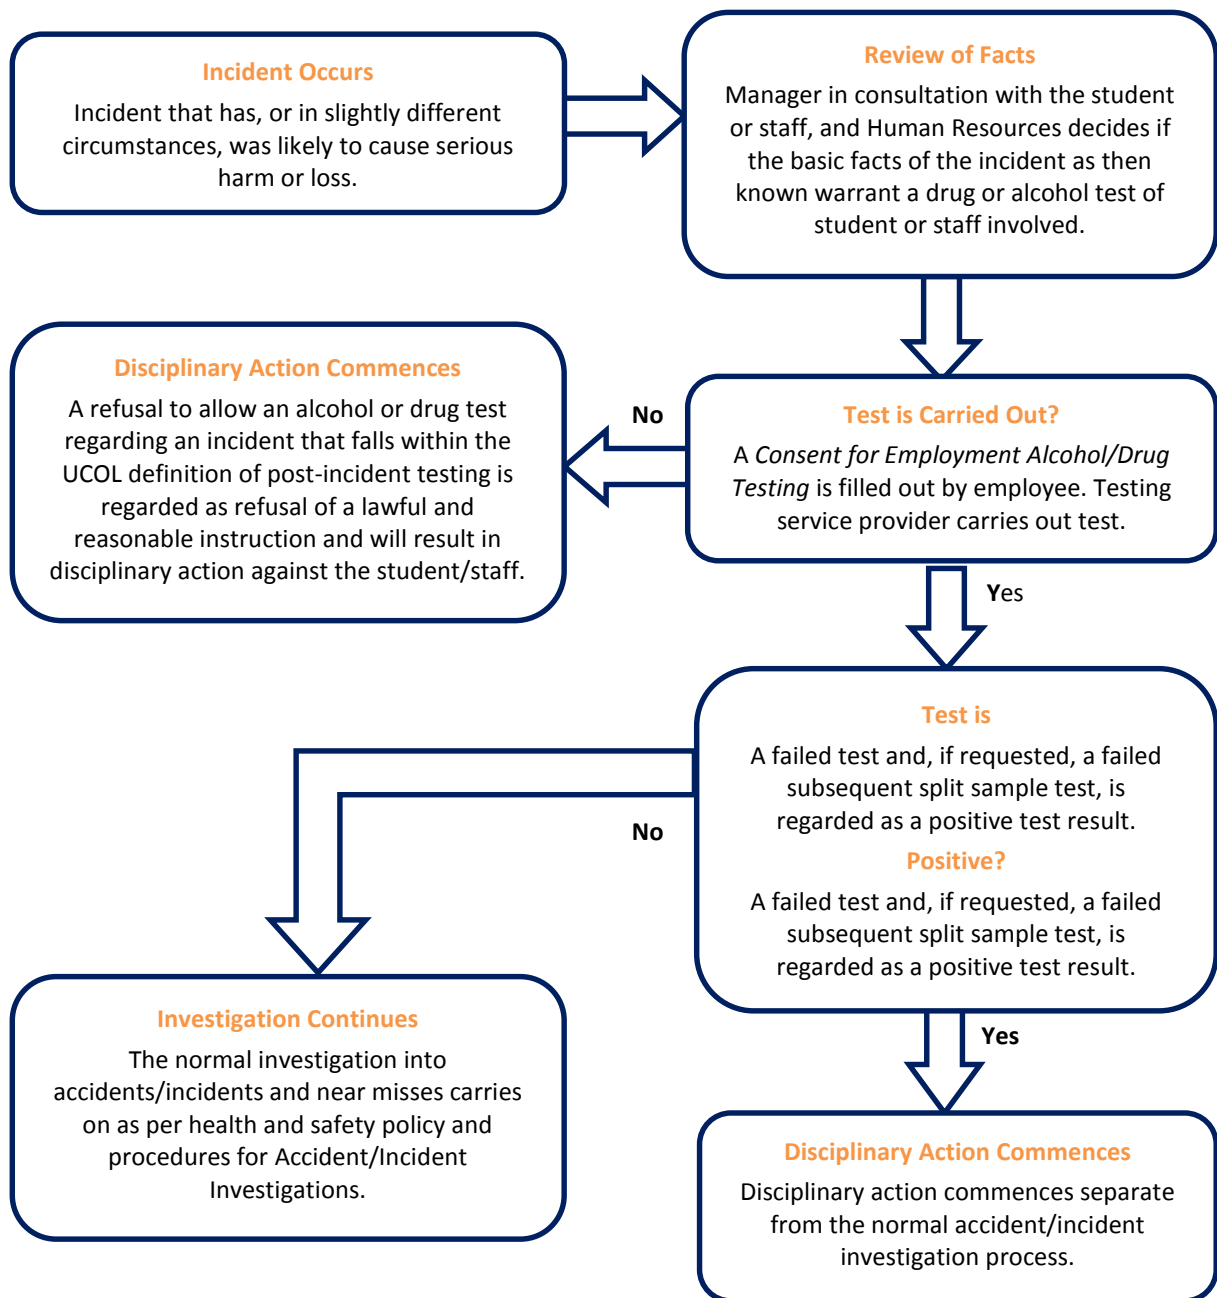 Incident Occurs
Incident that has, or in slightly different
circumstances, was likely to cause serious
harm or loss.
Review of Facts
Manager in consultation with the student
or staff, and Human Resources decides if
the basic facts of the incident as then
known warrant a drug or alcohol test of
student or staff involved.
Disciplinary Action Commences
A refusal to allow an alcohol or drug test
regarding an incident that falls within the
UCOL definition of post-incident testing is
regarded as refusal of a lawful and
reasonable instruction and will result in
disciplinary action against the student/staff.
No
Test is Carried Out?
A Consent for Employment Alcohol/Drug
Testing is filled out by employee. Testing
service provider carries out test.
Yes
Test is
A failed test and, if requested, a failed
subsequent split sample test, is
regarded as a positive test result.
Positive?
A failed test and, if requested, a failed
subsequent split sample test, is
regarded as a positive test result.
No
Investigation Continues
The normal investigation into
accidents/incidents and near misses carries
on as per health and safety policy and
procedures for Accident/Incident
Investigations.
Yes
Disciplinary Action Commences
Disciplinary action commences separate
from the normal accident/incident
investigation process.